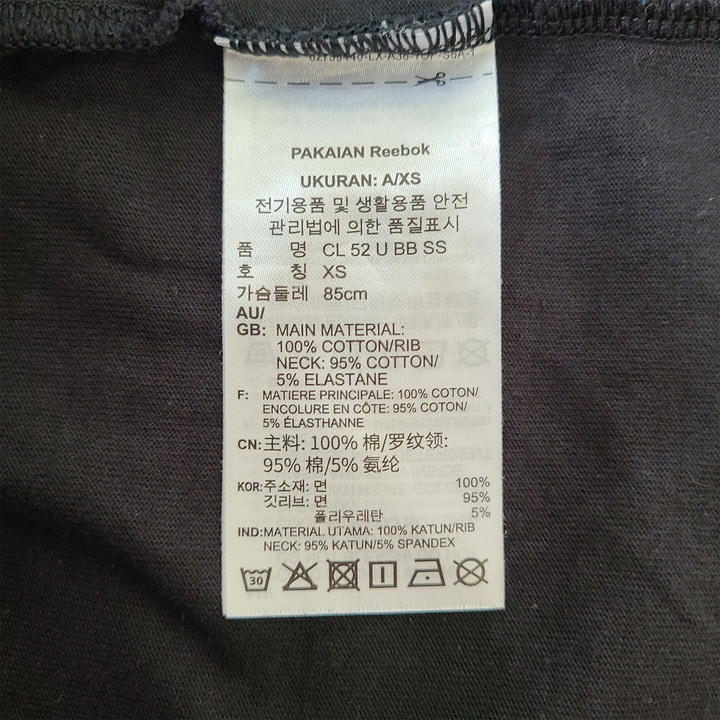 PAKAIAN Reebok
UKURAN: A/XS
전기용품 및 생활용품 안전
관리법에 의한 품질표시
품 명 CL 52 U BB SS
호 칭 XS
가슴둘레 85cm
AU/
GB: MAIN MATERIAL:
100% COTTON/RIB
NECK: 95% COTTON/
5% ELASTANE
F: MATIERE PRINCIPALE: 100% COTON/
ENCOLURE EN CÔTE: 95% COTON/
5% ÉLASTHANNE
CN:主料: 100% 棉/罗纹领:
95% 棉/5% 氨纶
KOR:주소재: 면 100%
깃리브: 면 95%
폴리우레탄 5%
IND:MATERIAL UTAMA: 100% KATUN/RIB
NECK: 95% KATUN/5% SPANDEX
30